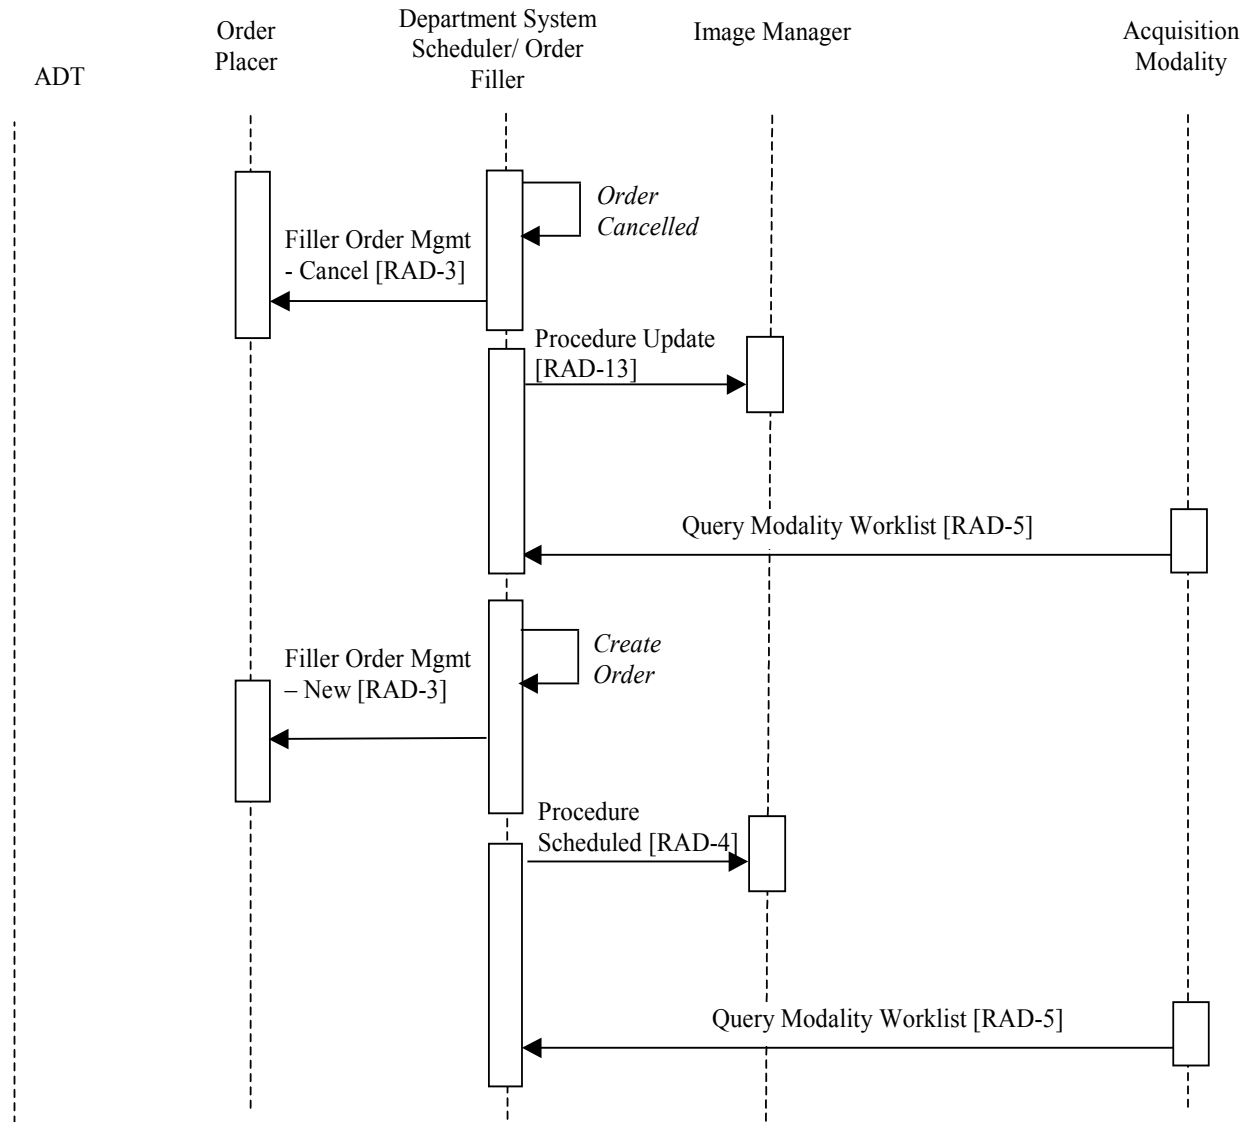 ADT
Order
Placer
Department System
Scheduler/ Order
Filler
Image Manager
Acquisition
Modality
Order
Cancelled
Filler Order Mgmt
- Cancel [RAD-3]
Procedure Update
[RAD-13]
Query Modality Worklist [RAD-5]
Create
Order
Filler Order Mgmt
– New [RAD-3]
Procedure
Scheduled [RAD-4]
Query Modality Worklist [RAD-5]